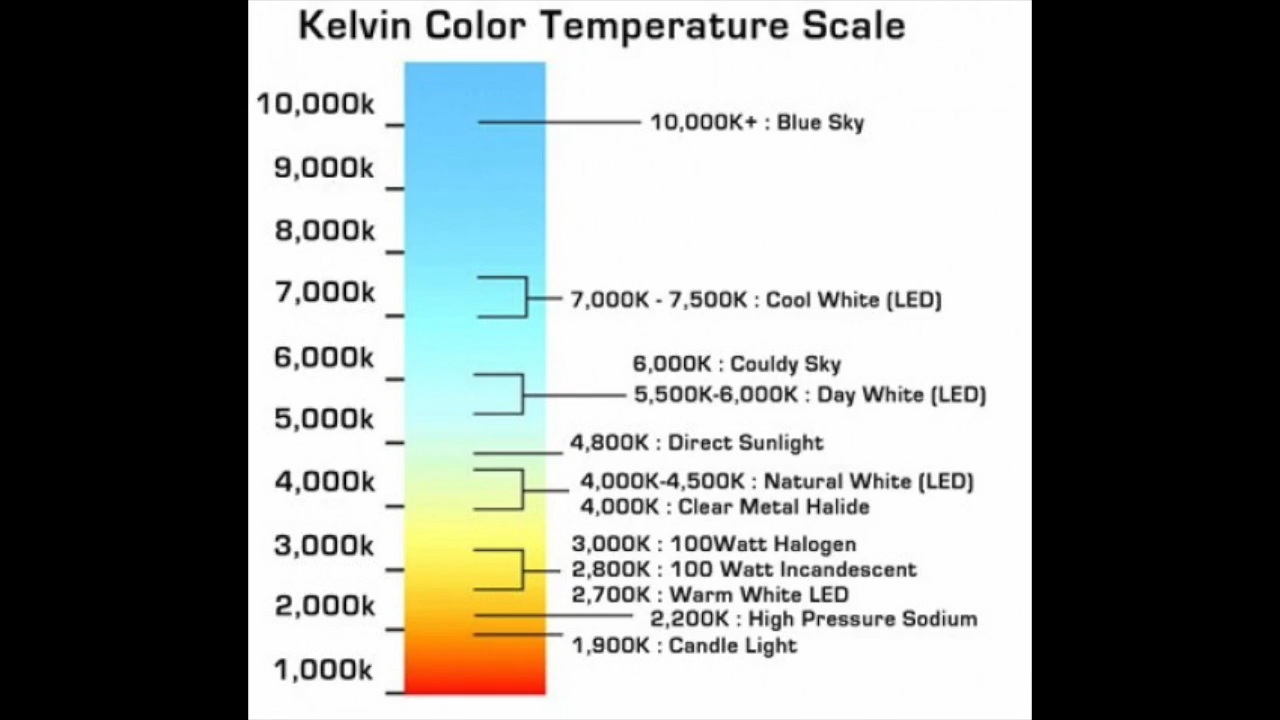 Kelvin Color Temperature Scale
10,000k
10,000K+ : Blue Sky
9,000k
8,000k
7,000k
7,000K - 7,500K : Cool White (LED)
6,000k
6,000K : Couldy Sky
5,500K-6,000K : Day White (LED)
5,000k
4,800K : Direct Sunlight
4,000k
4,000K-4,500K : Natural White (LED)
4,000K : Clear Metal Halide
3,000k
3,000K : 100Watt Halogen
2,800K : 100 Watt Incandescent
2,700K : Warm White LED
2,000k
2,200K : High Pressure Sodium
1,900K : Candle Light
1,000k